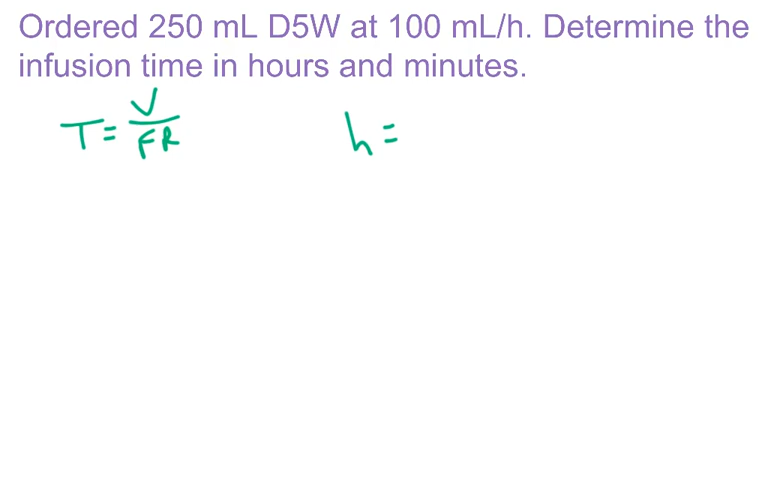 Ordered 250 mL D5W at 100 mL/h. Determine the
infusion time in hours and minutes.
T = V/FR h =